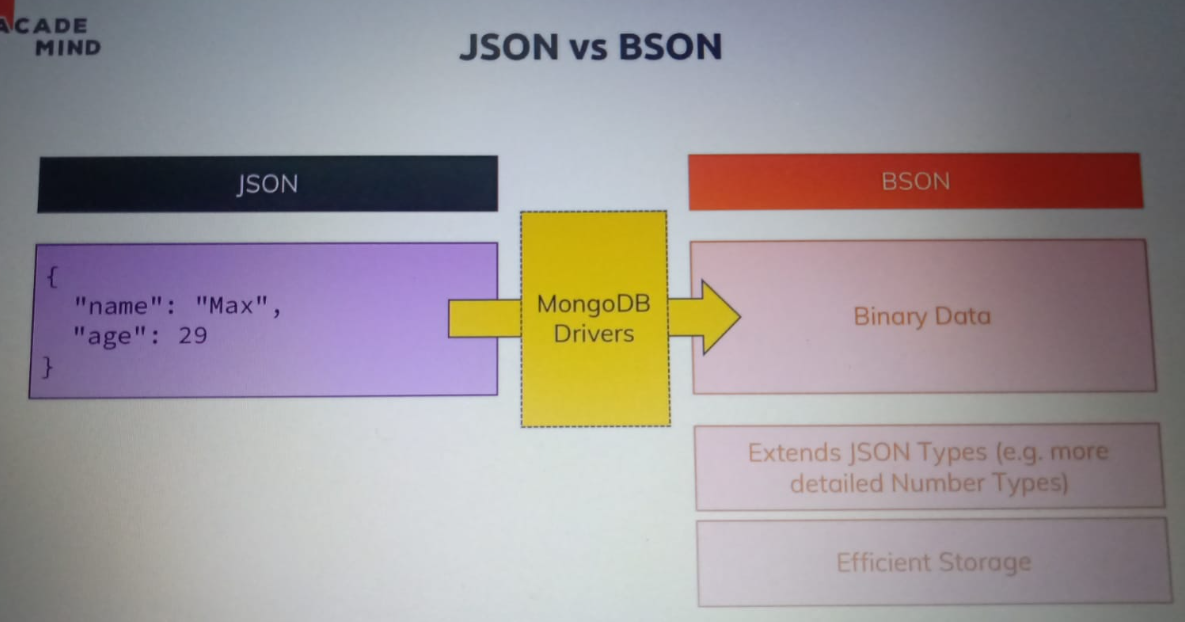 ACADE
MIND
JSON vs BSON
JSON
BSON
{
"name": "Max",
"age": 29
}
MongoDB
Drivers
Binary Data
Extends JSON Types (e.g. more
detailed Number Types)
Efficient Storage